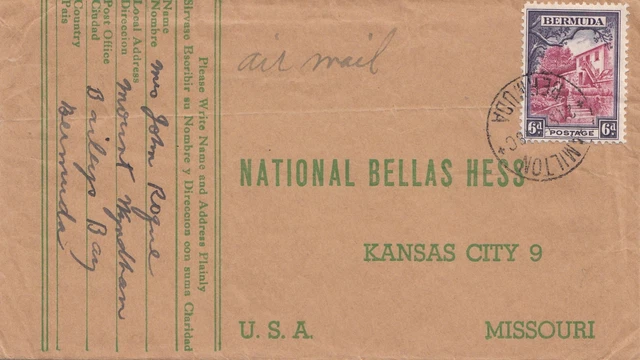 Please Write Name and Address Plainly
Sirvase Escribir su Nombre y Direccion con suma Claridad
Name
Nombre
Mrs John Rogue
Local Address
Direccion
Mount Wyndham
Post Office
Ciudad
Baileys Bay
Country
Pais
Bermuda
air mail
BERMUDA
6d
POSTAGE
6d
BERMUDA
NATIONAL BELLAS HESS
KANSAS CITY 9
U. S. A.
MISSOURI